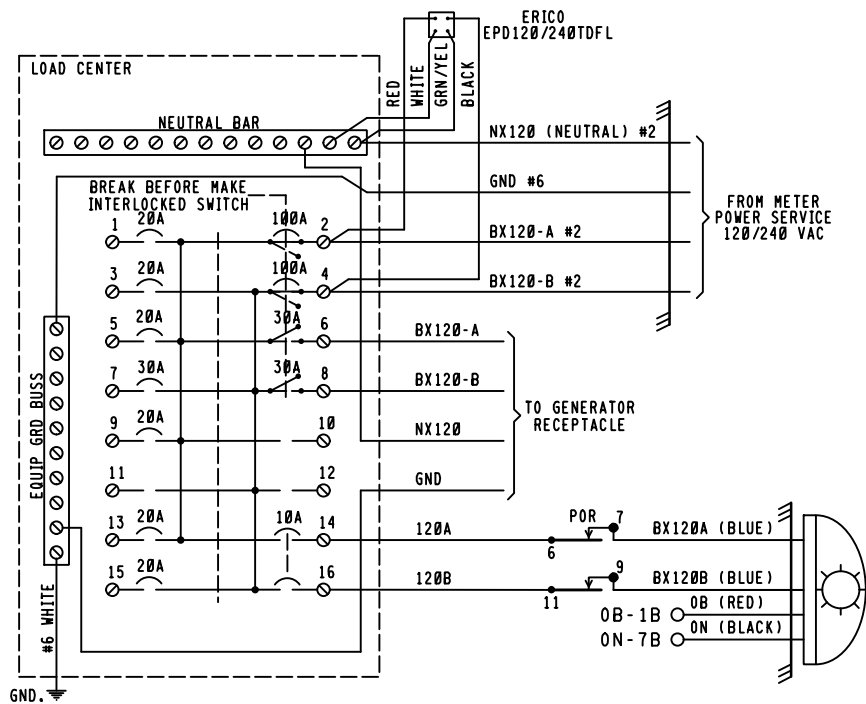 ERICO
EPD120/240TDFL
LOAD CENTER
RED
WHITE
GRN/YEL
BLACK
NEUTRAL BAR
NX120 (NEUTRAL) #2
GND #6
BREAK BEFORE MAKE
INTERLOCKED SWITCH
FROM METER
POWER SERVICE
120/240 VAC
1 20A 100A 2
BX120-A #2
3 20A 100A 4
BX120-B #2
5 20A 30A 6
BX120-A
7 30A 30A 8
BX120-B
TO GENERATOR
RECEPTACLE
9 20A 10
NX120
EQUIP GRD BUSS
11 12
GND
13 20A 10A 14
120A
POR 7
6
BX120A (BLUE)
15 20A 16
120B
9
11
BX120B (BLUE)
0B-1B 0B (RED)
0N-7B 0N (BLACK)
#6 WHITE
GND.